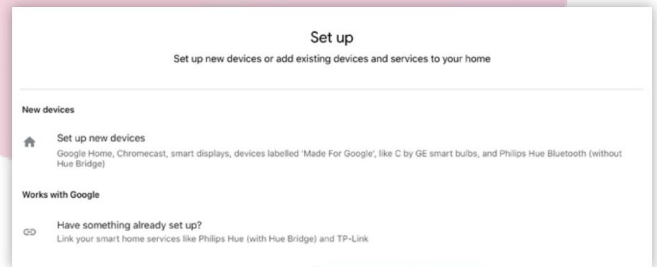 Set up
Set up new devices or add existing devices and services to your home
New devices
Set up new devices
Google Home, Chromecast, smart displays, devices labelled 'Made For Google', like C by GE smart bulbs, and Philips Hue Bluetooth (without
Hue Bridge)
Works with Google
Have something already set up?
Link your smart home services like Philips Hue (with Hue Bridge) and TP-Link